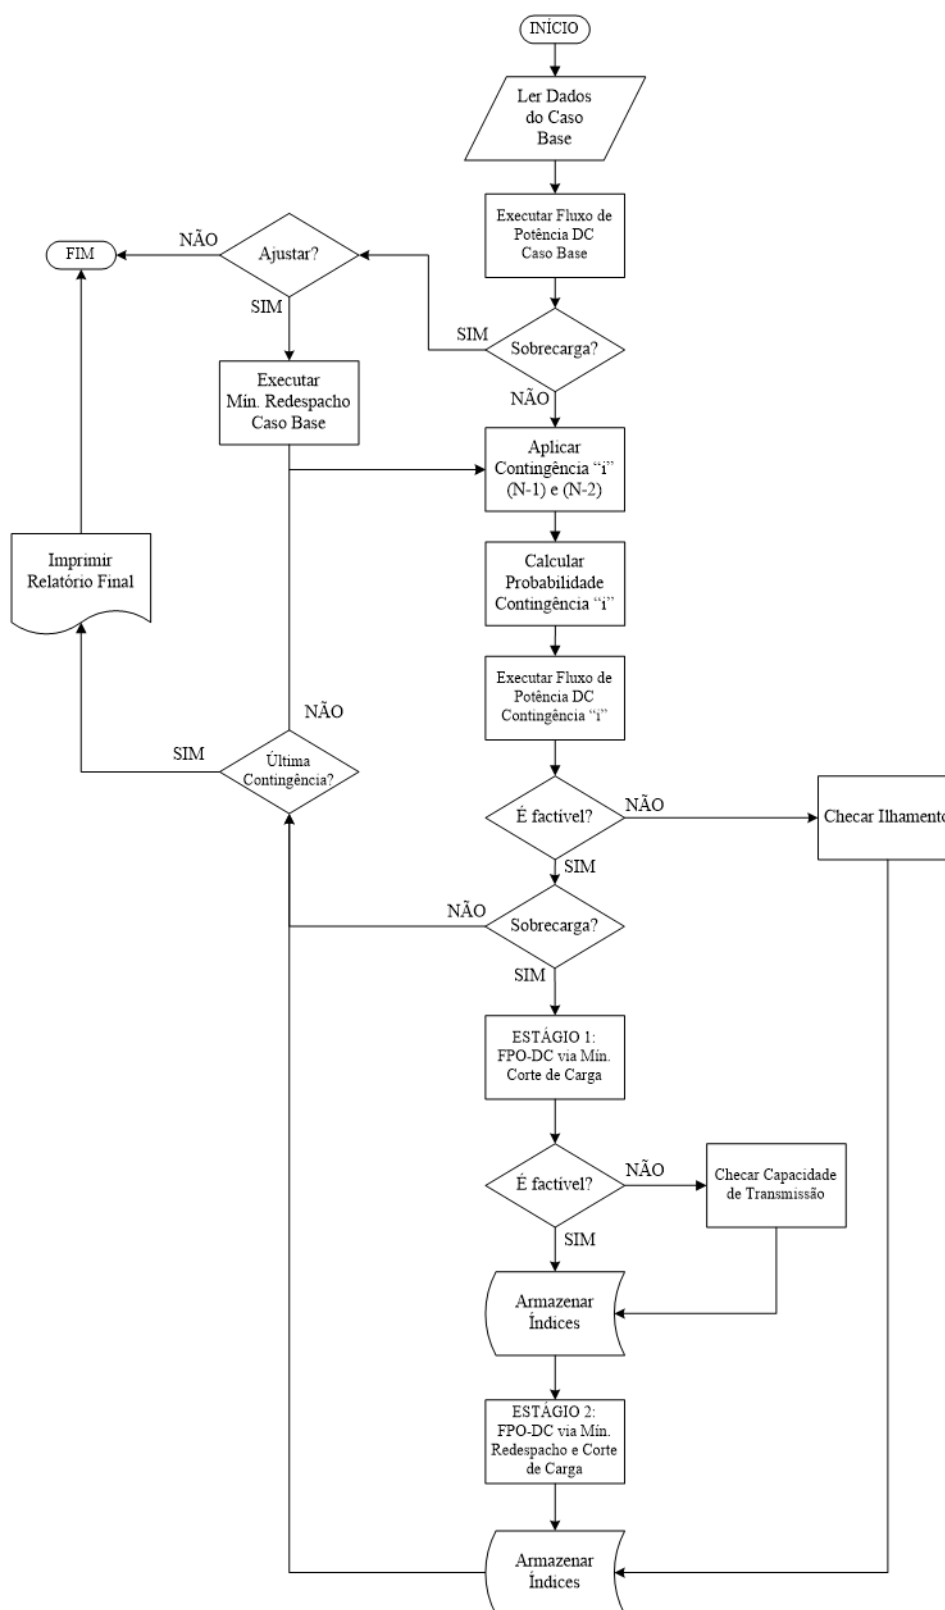 INÍCIO
Ler Dados
do Caso
Base
Executar Fluxo de
Potência DC
Caso Base
NÃO
Ajustar?
FIM
SIM
SIM
Sobrecarga?
NÃO
Executar
Mín. Redespacho
Caso Base
Aplicar
Contingência “i”
(N-1) e (N-2)
Imprimir
Relatório Final
Calcular
Probabilidade
Contingência “i”
Executar Fluxo de
Potência DC
Contingência “i”
NÃO
SIM
Última
Contingência?
É factível?
NÃO
Checar Ilhamento
SIM
NÃO
Sobrecarga?
SIM
ESTÁGIO 1:
FPO-DC via Mín.
Corte de Carga
É factível?
NÃO
Checar Capacidade
de Transmissão
SIM
Armazenar
Índices
ESTÁGIO 2:
FPO-DC via Mín.
Redespacho e Corte
de Carga
Armazenar
Índices